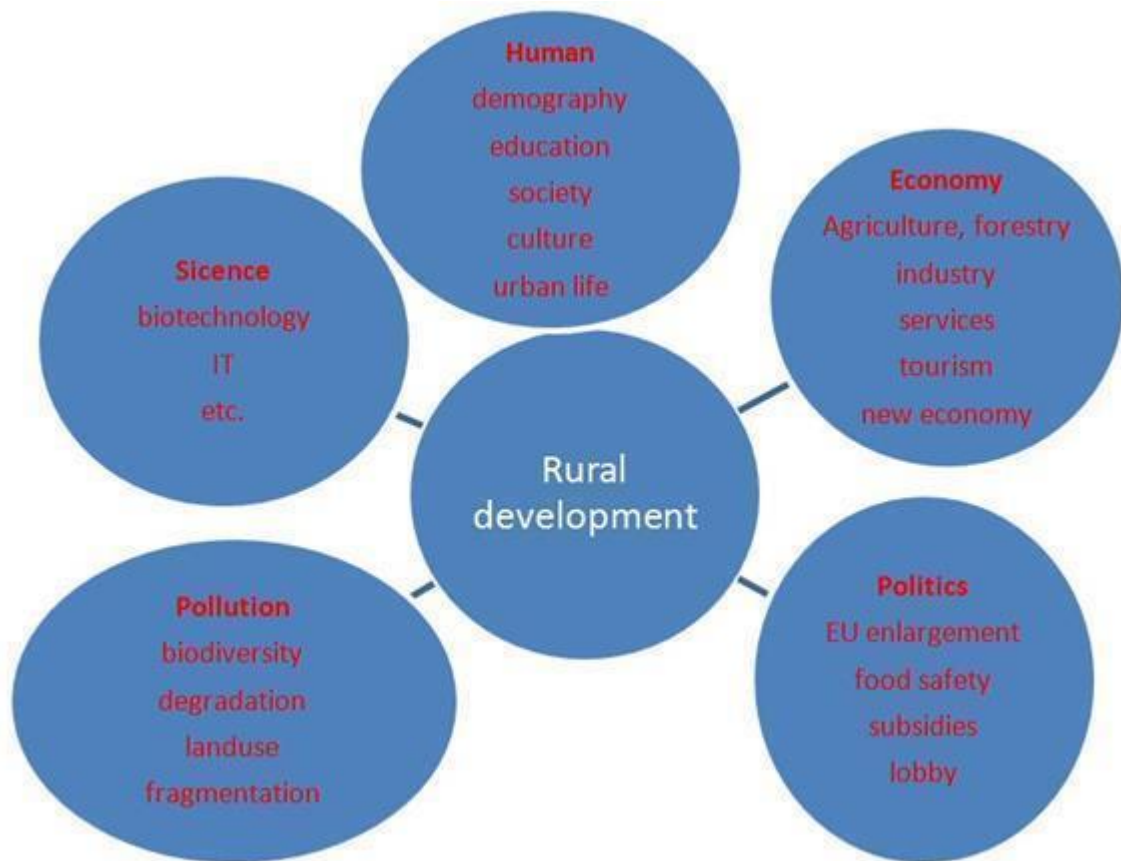 Human
demography
education
society
culture
urban life
Economy
Agriculture, forestry
industry
services
tourism
new economy
Sicence
biotechnology
IT
etc.
Rural
development
Pollution
biodiversity
degradation
landuse
fragmentation
Politics
EU enlargement
food safety
subsidies
lobby